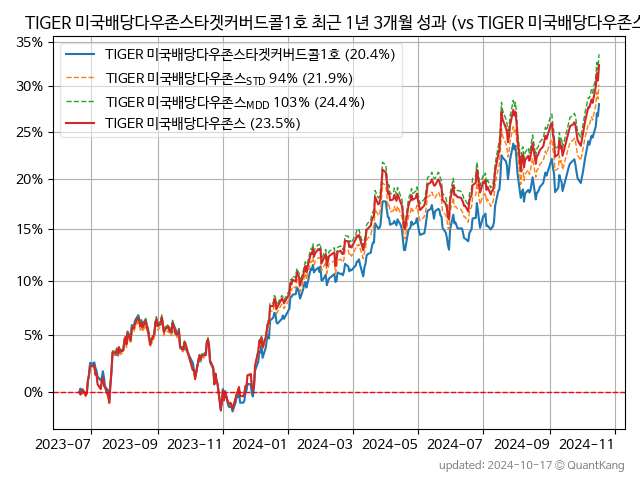 TIGER 미국배당다우존스타겟커버드콜1호 최근 1년 3개월 성과 (vs TIGER 미국배당다우존스
35%
30%
25%
20%
15%
10%
5%
0%
TIGER 미국배당다우존스타겟커버드콜1호 (20.4%)
TIGER 미국배당다우존스STD 94% (21.9%)
TIGER 미국배당다우존스MDD 103% (24.4%)
TIGER 미국배당다우존스 (23.5%)
2023-07 2023-09 2023-11 2024-01 2024-03 2024-05 2024-07 2024-09 2024-11
updated: 2024-10-17 © QuantKang